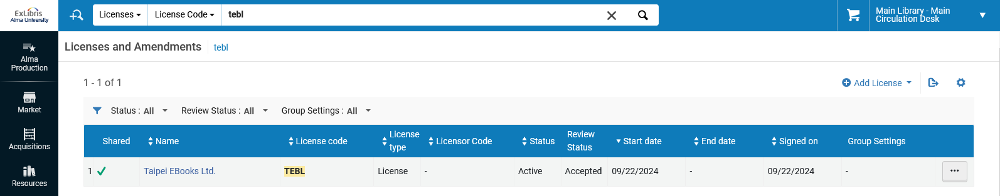 ExLibris
Alma University
Licenses
License Code
tebl
Main Library - Main
Circulation Desk
Alma
Production
Market
Acquisitions
Resources
Licenses and Amendments
tebl
1 - 1 of 1
Add License
Status : All
Review Status : All
Group Settings : All
Shared Name License code License type Licensor Code Status Review Status Start date End date Signed on Group Settings
1 Taipei EBooks Ltd. TEBL License - Active Accepted 09/22/2024 - 09/22/2024 -